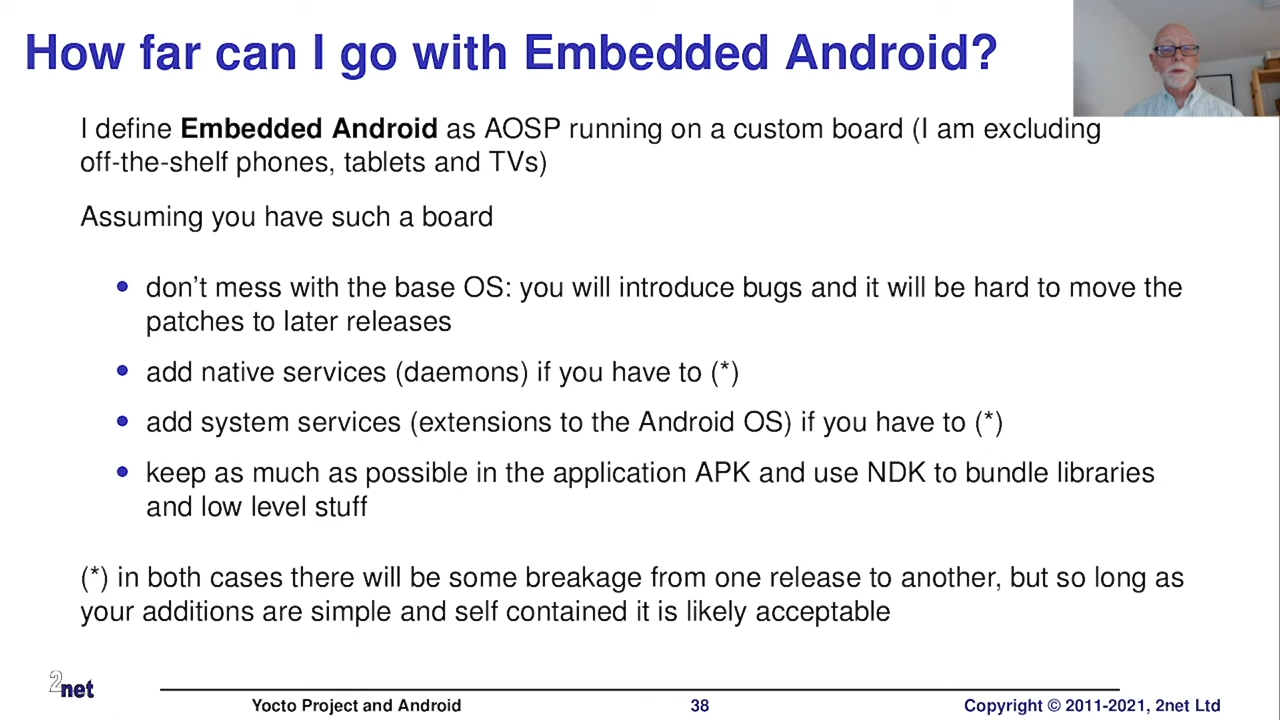 How far can I go with Embedded Android?
I define Embedded Android as AOSP running on a custom board (I am excluding
off-the-shelf phones, tablets and TVs)
Assuming you have such a board
• don't mess with the base OS: you will introduce bugs and it will be hard to move the
patches to later releases
• add native services (daemons) if you have to (*)
• add system services (extensions to the Android OS) if you have to (*)
• keep as much as possible in the application APK and use NDK to bundle libraries
and low level stuff
(*) in both cases there will be some breakage from one release to another, but so long as
your additions are simple and self contained it is likely acceptable
2net
Yocto Project and Android
38
Copyright © 2011-2021, 2net Ltd